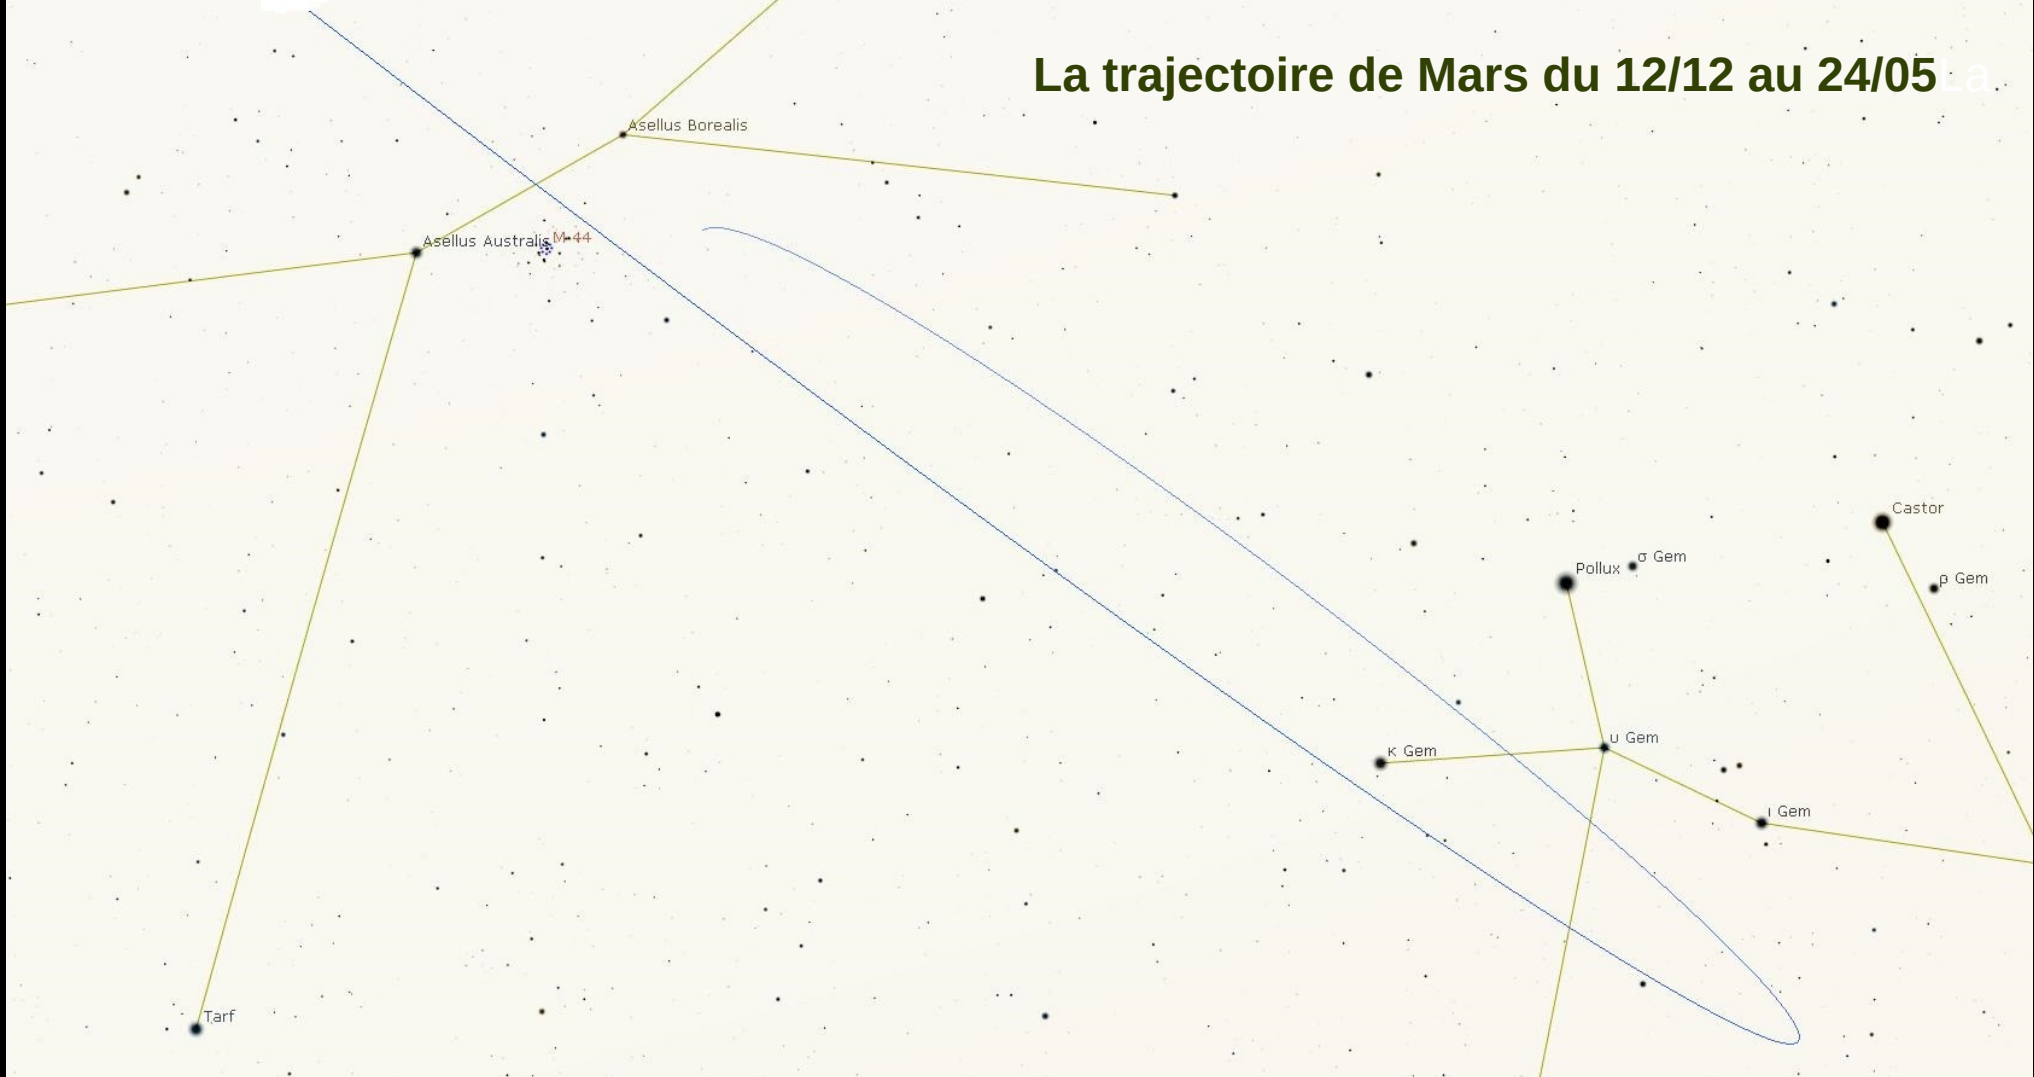 La trajectoire de Mars du 12/12 au 24/05La
Asellus Borealis
Asellus Australis
M-44
Castor
σ Gem
Pollux
ρ Gem
υ Gem
κ Gem
ι Gem
Tarf